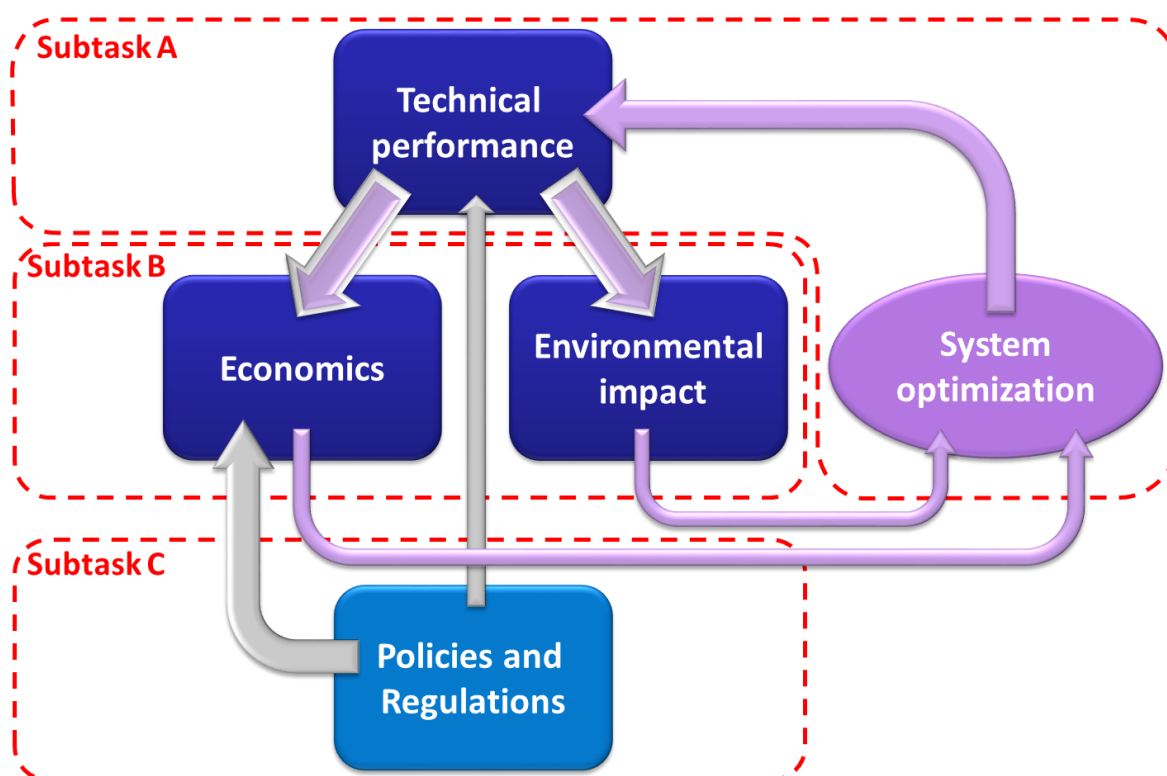 Subtask A
Technical
performance
Subtask B
Economics
Environmental
impact
System
optimization
Subtask C
Policies and
Regulations